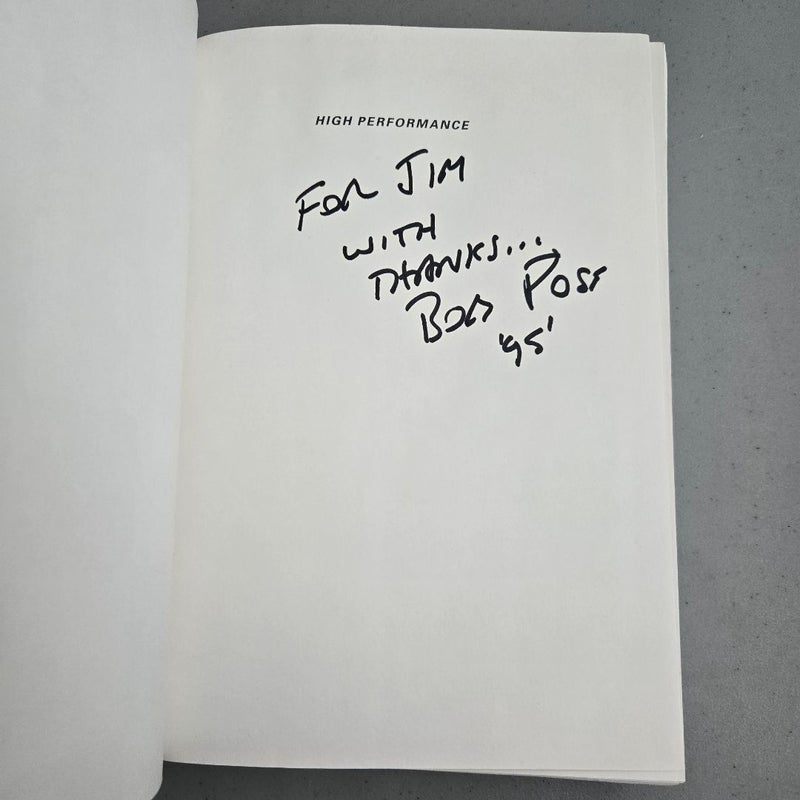 HIGH PERFORMANCE
FOR JIM
WITH
THANKS...
BOB POST
'95'